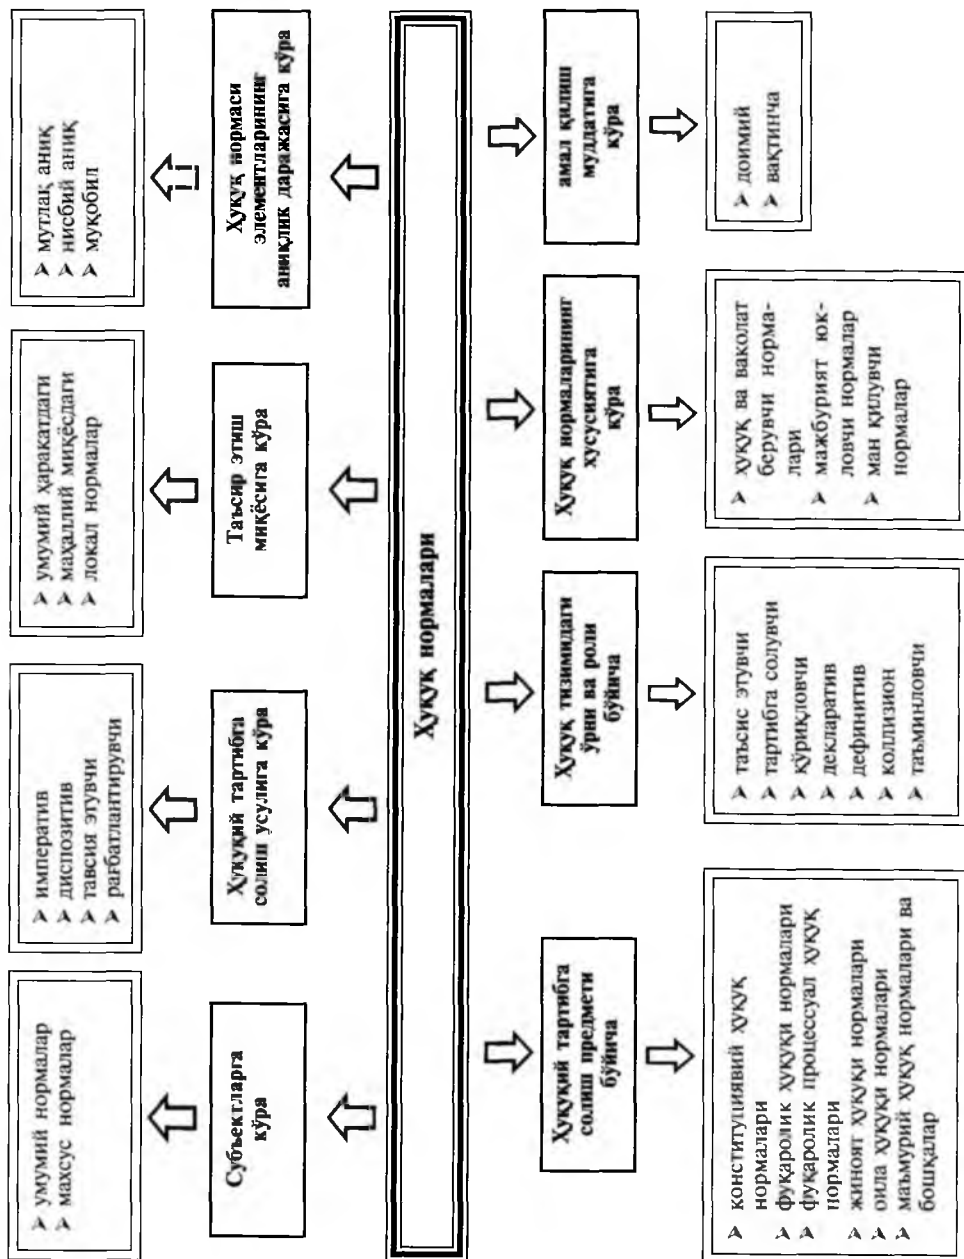 ➢ умумий нормалар
➢ махсус нормалар
➢ императив
➢ диспозитив
➢ тавсия этувчи
➢ рағбатлантирувчи
➢ умумий ҳаракатдаги
➢ маҳаллий миқёсдаги
➢ локал нормалар
➢ мутлақ аниқ
➢ нисбий аниқ
➢ муқобил
Субъектларга
кўра
Ҳуқуқий тартибга
солиш усулига кўра
Таъсир этиш
миқёсига кўра
Ҳуқуқ нормаси
элементларининг
аниқлик даражасига кўра
Ҳуқуқ нормалари
Ҳуқуқий тартибга
солиш предмети
бўйича
Ҳуқуқ тизимидаги
ўрни ва роли
бўйича
Ҳуқуқ нормаларининг
хусусиятига
кўра
амал қилиш
муддатига
кўра
➢ конституциявий ҳуқуқ
нормалари
➢ фуқаролик ҳуқуқи нормалари
➢ фуқаролик процессуал ҳуқуқ
нормалари
➢ жиноят ҳуқуқи нормалари
➢ оила ҳуқуқи нормалари
➢ маъмурий ҳуқуқ нормалари ва
бошқалар
➢ таъсис этувчи
➢ тартибга солувчи
➢ қўриқловчи
➢ декларатив
➢ дефинитив
➢ коллизион
➢ таъминловчи
➢ ҳуқуқ ва ваколат
берувчи норма-
лари
➢ мажбурият юк-
ловчи нормалар
➢ ман қилувчи
нормалар
➢ доимий
➢ вақтинча